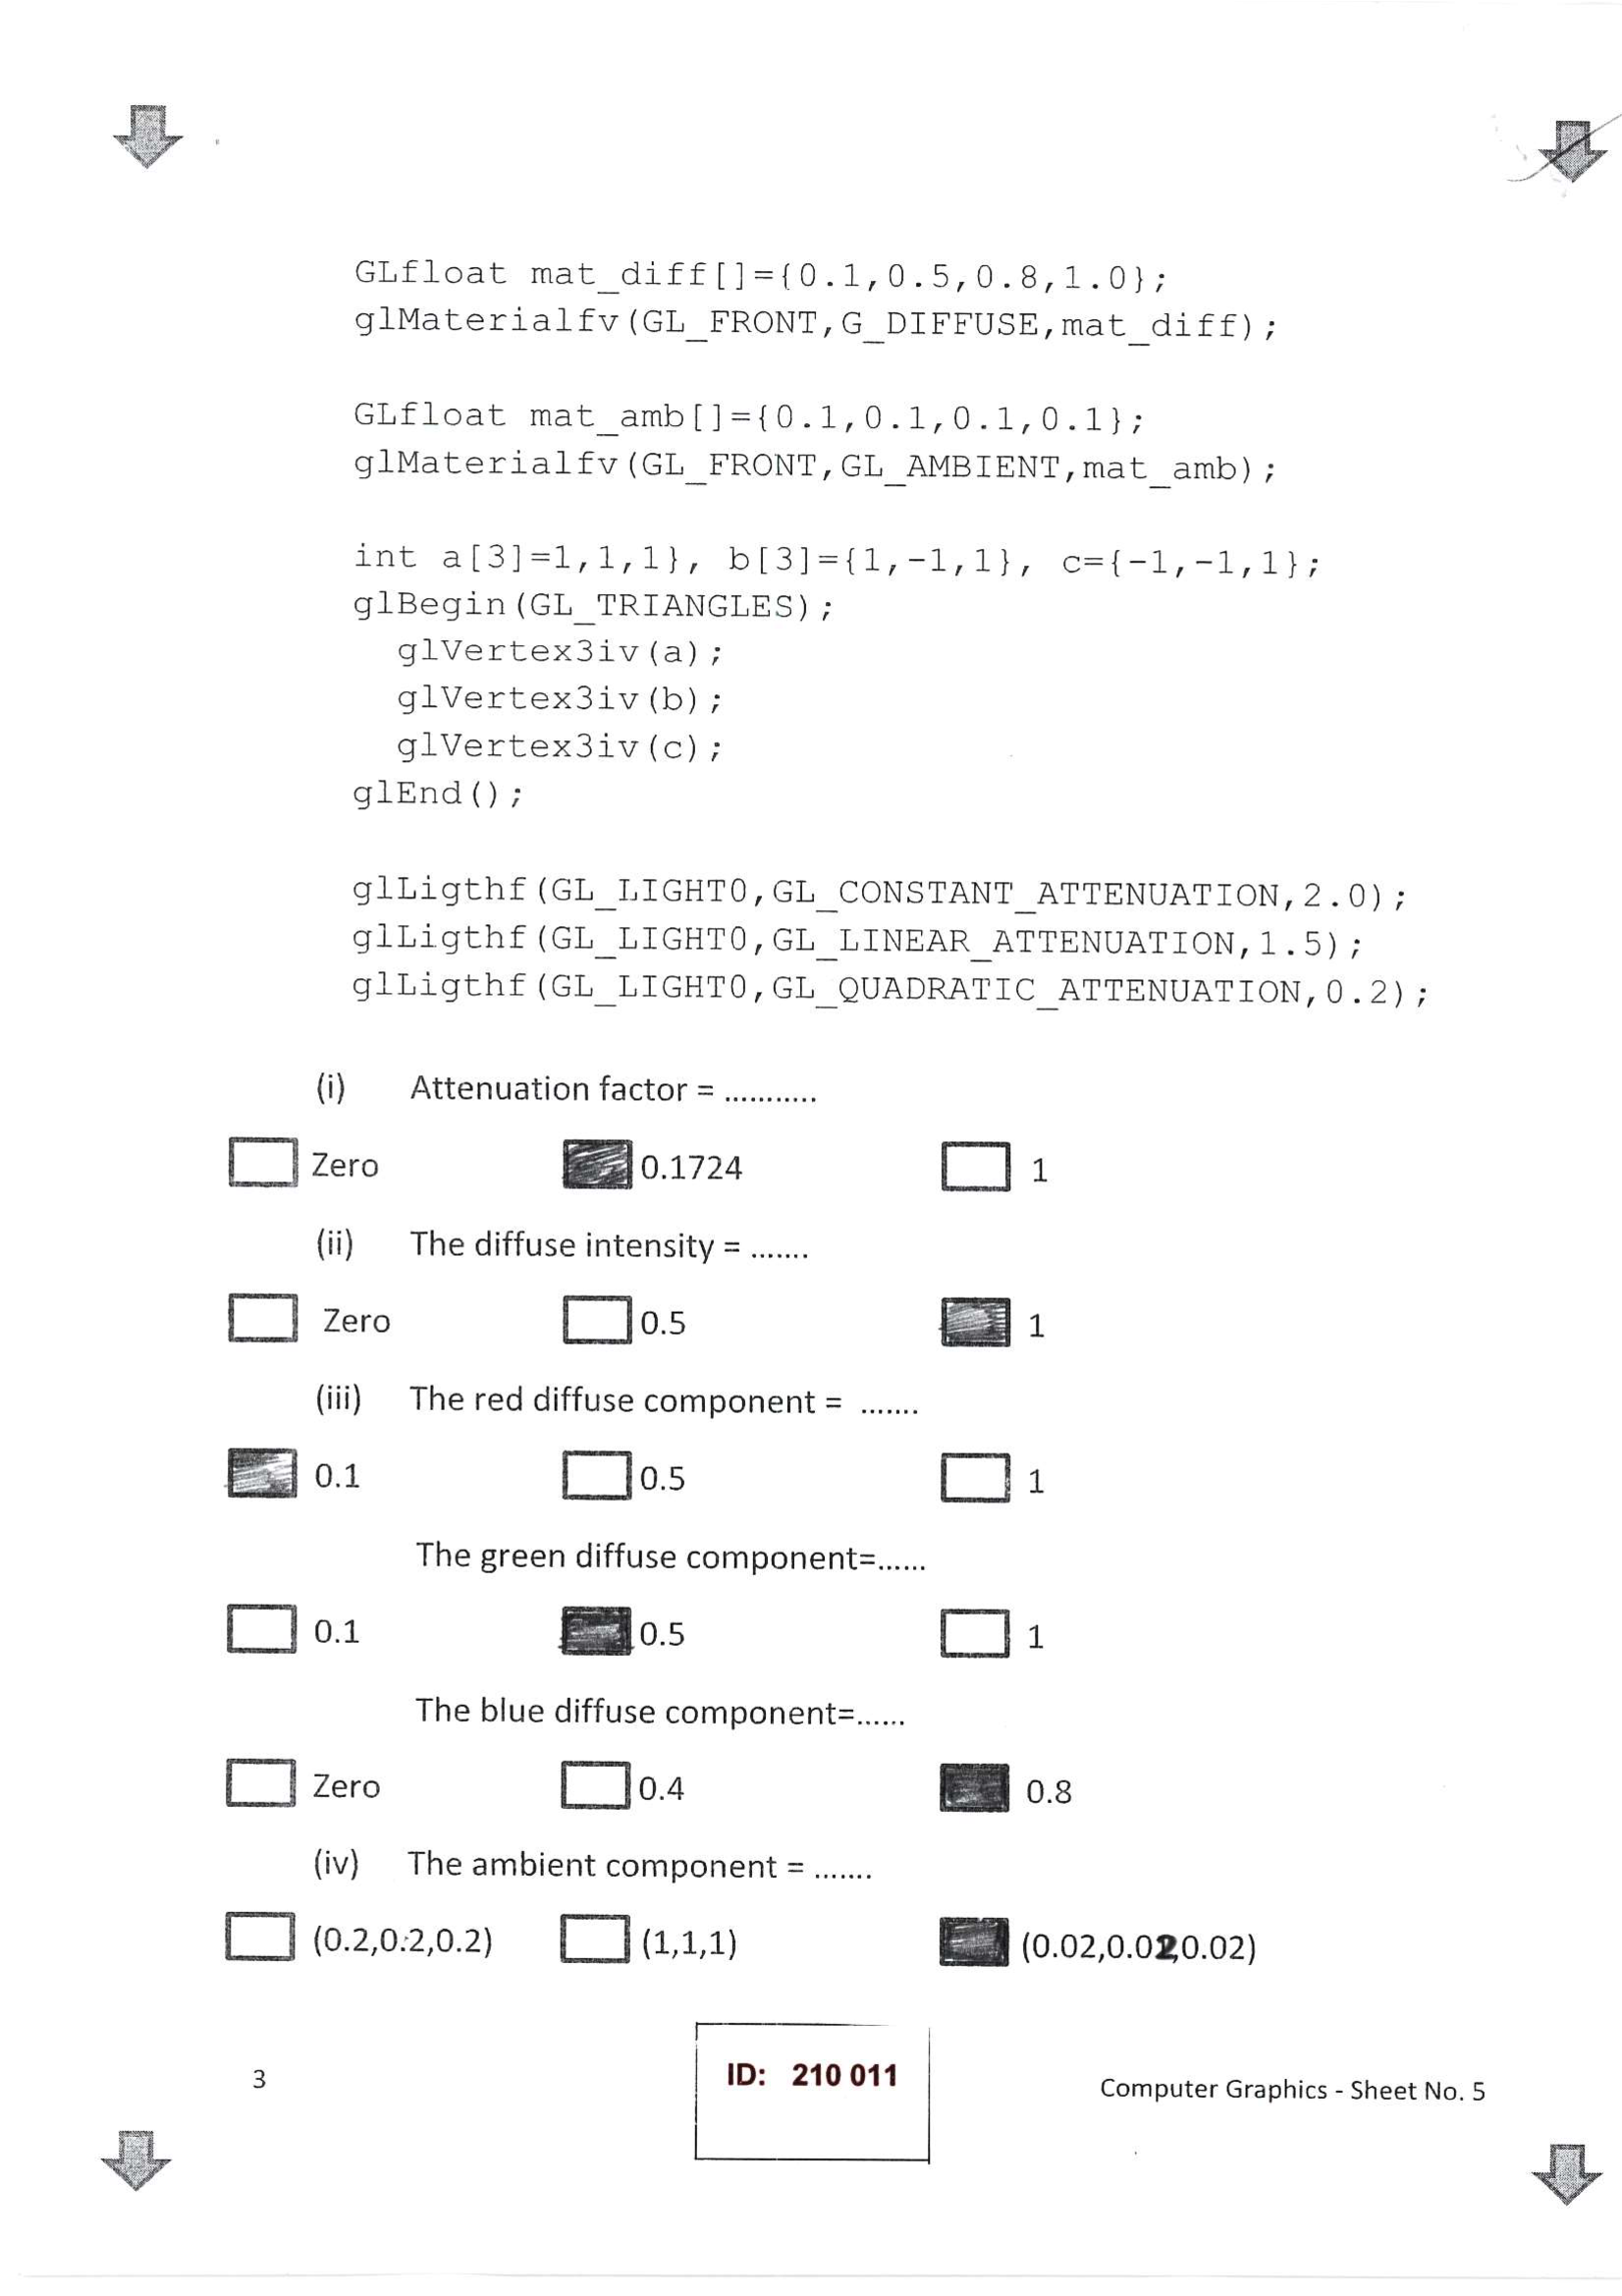 GLfloat mat_diff[]={0.1,0.5,0.8,1.0};
glMaterialfv(GL_FRONT,G_DIFFUSE,mat_diff);
GLfloat mat_amb[]={0.1,0.1,0.1,0.1};
glMaterialfv(GL_FRONT,GL_AMBIENT,mat_amb);
int a[3]=1,1,1}, b[3]={1,-1,1}, c={-1,-1,1};
glBegin(GL_TRIANGLES);
glVertex3iv(a);
glVertex3iv(b);
glVertex3iv(c);
glEnd();
glLigthf(GL_LIGHT0,GL_CONSTANT_ATTENUATION,2.0);
glLigthf(GL_LIGHT0,GL_LINEAR_ATTENUATION,1.5);
glLigthf(GL_LIGHT0,GL_QUADRATIC_ATTENUATION,0.2);
(i) Attenuation factor = ...........
Zero 0.1724 1
(ii) The diffuse intensity = .......
Zero 0.5 1
(iii) The red diffuse component = .......
0.1 0.5 1
The green diffuse component=......
0.1 0.5 1
The blue diffuse component=......
Zero 0.4 0.8
(iv) The ambient component = .......
(0.2,0.2,0.2) (1,1,1) (0.02,0.02,0.02)
3 ID: 210 011 Computer Graphics - Sheet No. 5